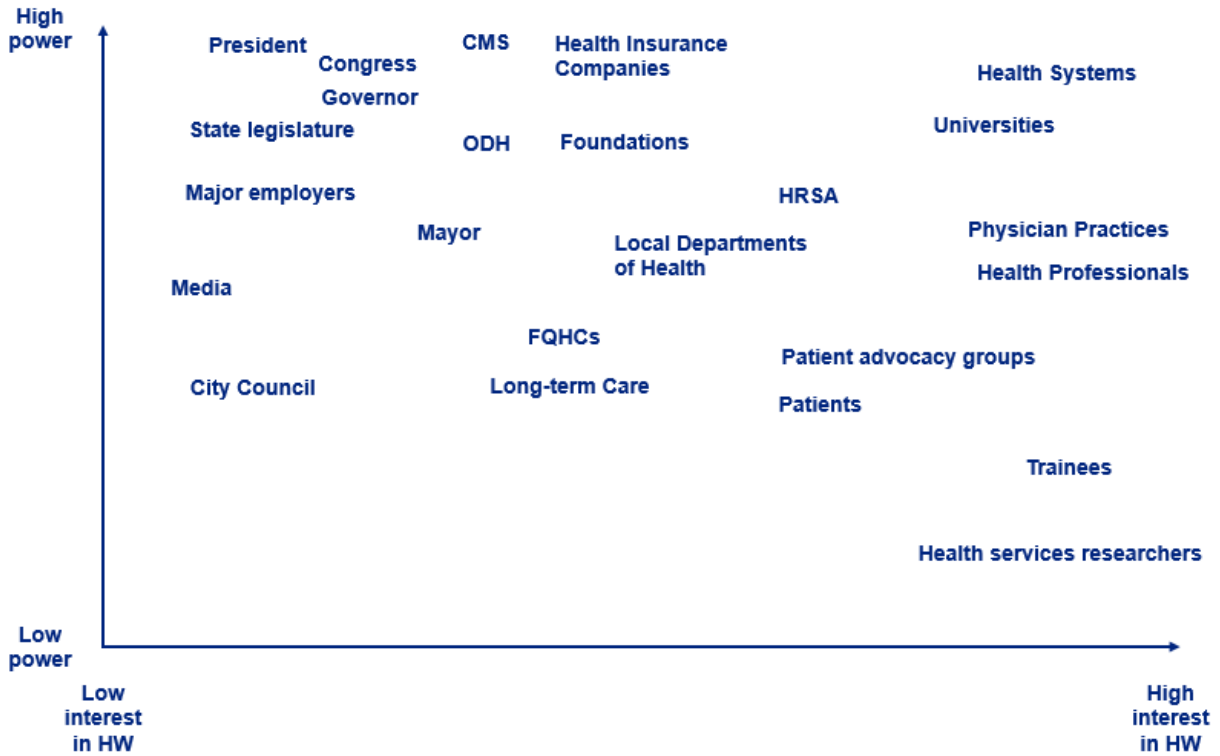 High
power
President
CMS
Health Insurance
Companies
Congress
Health Systems
Governor
State legislature
Universities
ODH
Foundations
Major employers
HRSA
Mayor
Physician Practices
Local Departments
of Health
Health Professionals
Media
FQHCs
Patient advocacy groups
City Council
Long-term Care
Patients
Trainees
Health services researchers
Low
power
Low
interest
in HW
High
interest
in HW